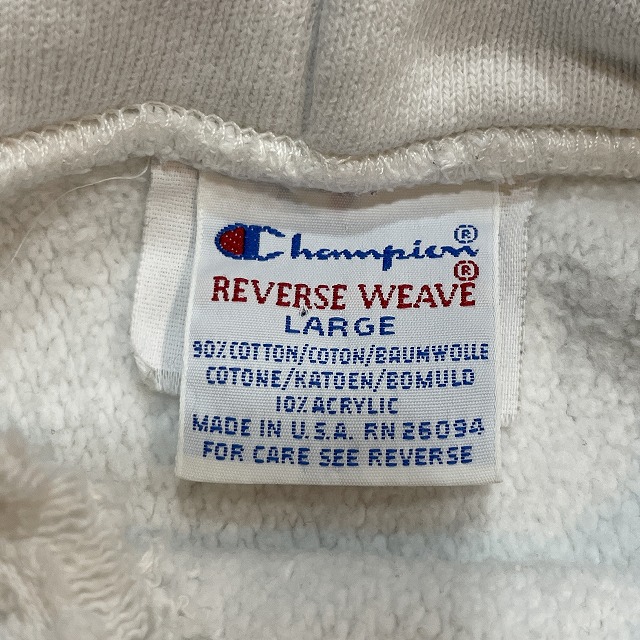 Champion®
REVERSE WEAVE®
LARGE
90% COTTON/COTON/BAUMWOLLE
COTONE/KATOEN/BOMULD
10% ACRYLIC
MADE IN U.S.A. RN 26094
FOR CARE SEE REVERSE